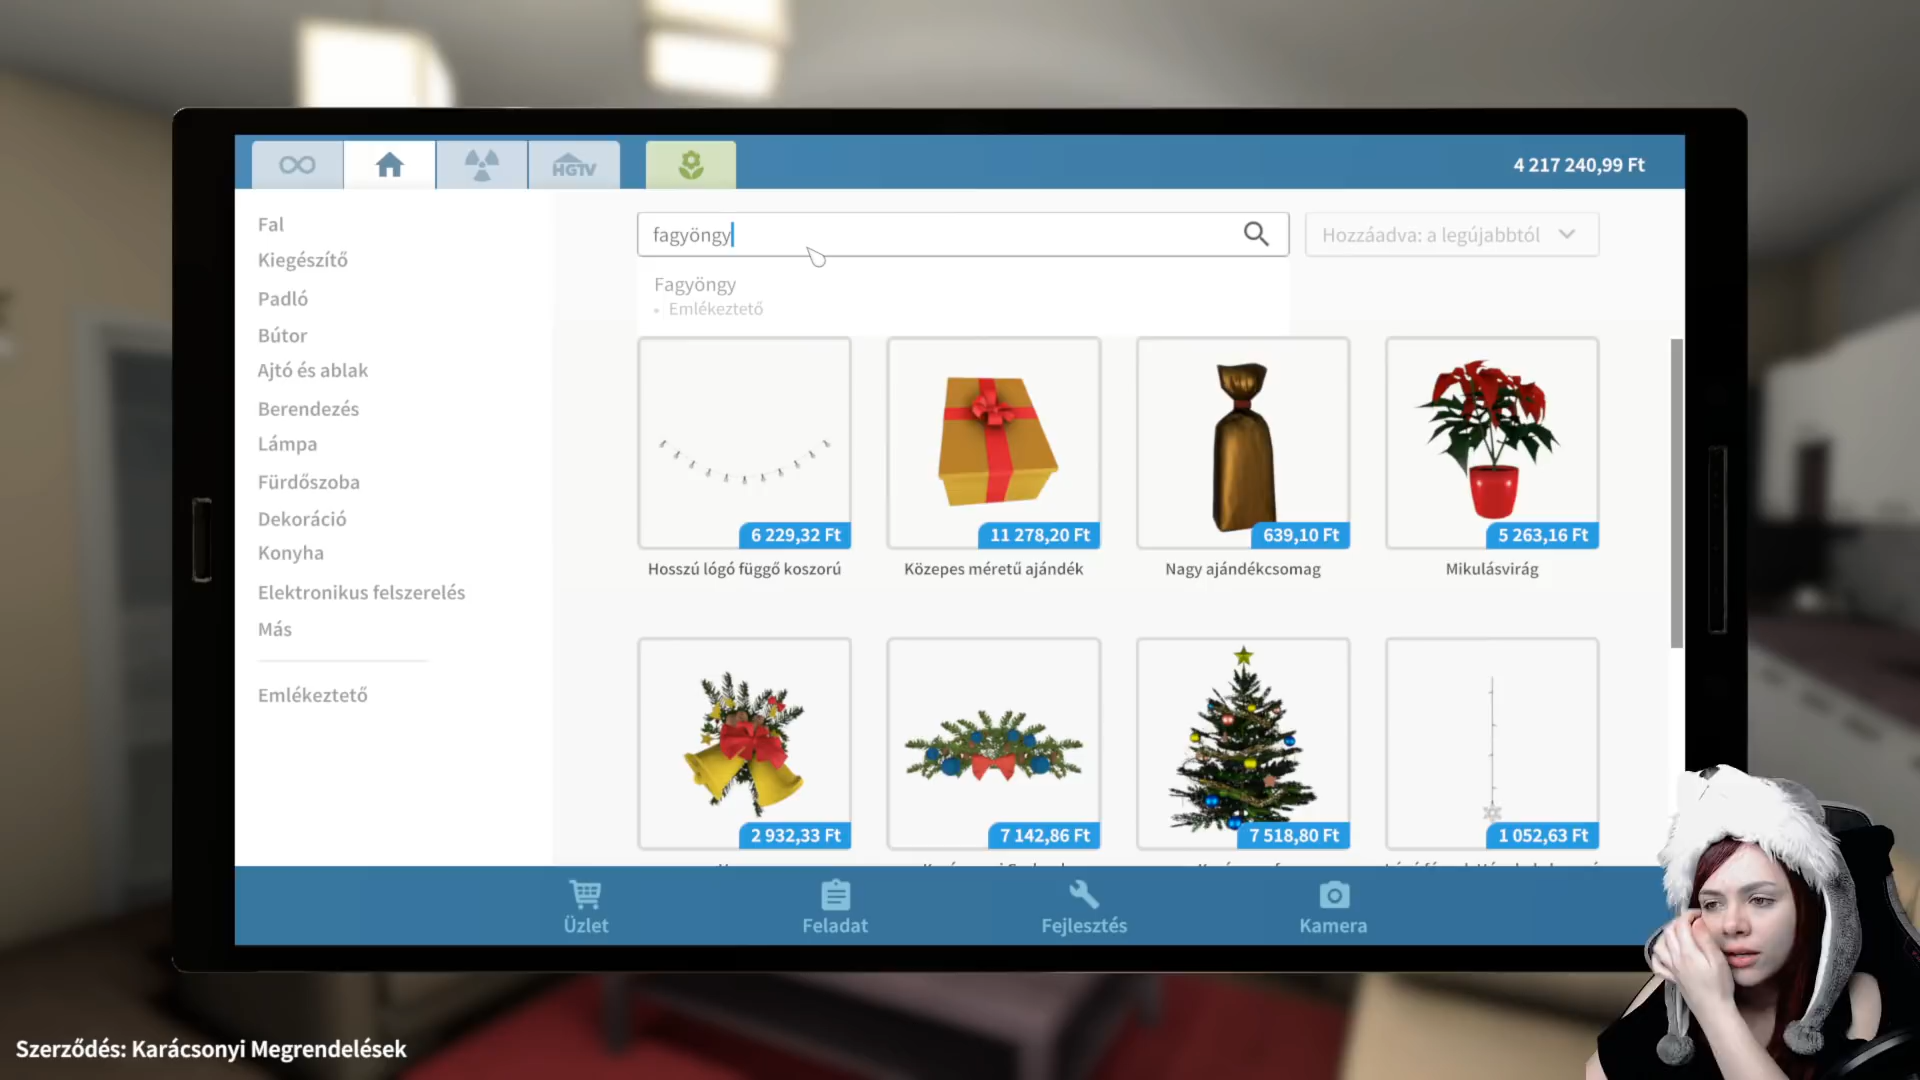 HGTV
4 217 240,99 Ft
Fal
Kiegészítő
Padló
Bútor
Ajtó és ablak
Berendezés
Lámpa
Fürdőszoba
Dekoráció
Konyha
Elektronikus felszerelés
Más
Emlékeztető
fagyöngy
Hozzáadva: a legújabbtól
Fagyöngy
Emlékeztető
6 229,32 Ft
11 278,20 Ft
639,10 Ft
5 263,16 Ft
Hosszú lógó függő koszorú
Közepes méretű ajándék
Nagy ajándékcsomag
Mikulásvirág
2 932,33 Ft
7 142,86 Ft
7 518,80 Ft
1 052,63 Ft
Üzlet
Feladat
Fejlesztés
Kamera
Szerződés: Karácsonyi Megrendelések